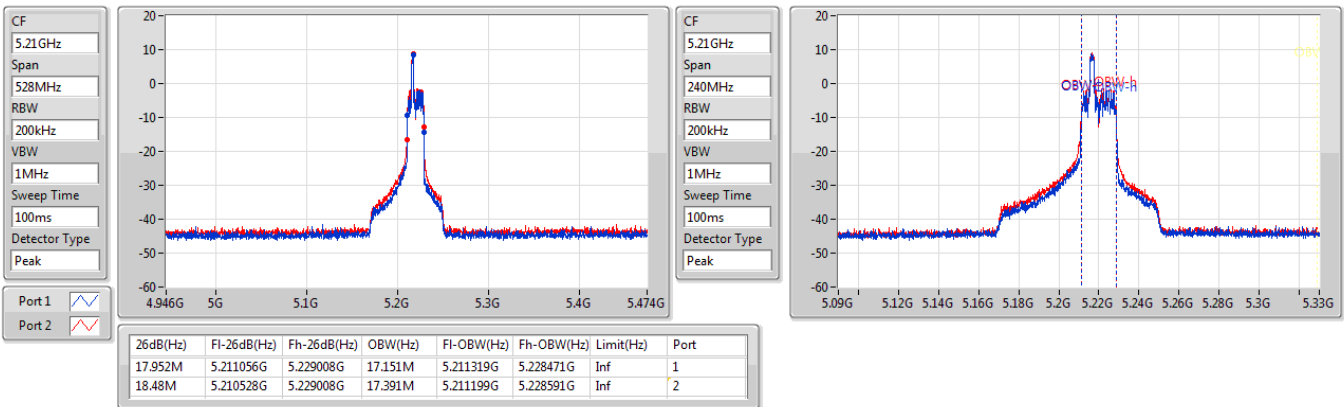 CF
5.21GHz
Span
528MHz
RBW
200kHz
VBW
1MHz
Sweep Time
100ms
Detector Type
Peak
Port 1
Port 2
20
10
0
-10
-20
-30
-40
-50
-60
4.946G 5G 5.1G 5.2G 5.3G 5.4G 5.474G
CF
5.21GHz
Span
240MHz
RBW
200kHz
VBW
1MHz
Sweep Time
100ms
Detector Type
Peak
20
10
0
-10
-20
-30
-40
-50
-60
OBW-h
OBW-h
5.09G 5.12G 5.14G 5.16G 5.18G 5.2G 5.22G 5.24G 5.26G 5.28G 5.3G 5.33G
26dB(Hz) Fl-26dB(Hz) Fh-26dB(Hz) OBW(Hz) Fl-OBW(Hz) Fh-OBW(Hz) Limit(Hz) Port
17.952M 5.211056G 5.229008G 17.151M 5.211319G 5.228471G Inf 1
18.48M 5.210528G 5.229008G 17.391M 5.211199G 5.228591G Inf 2